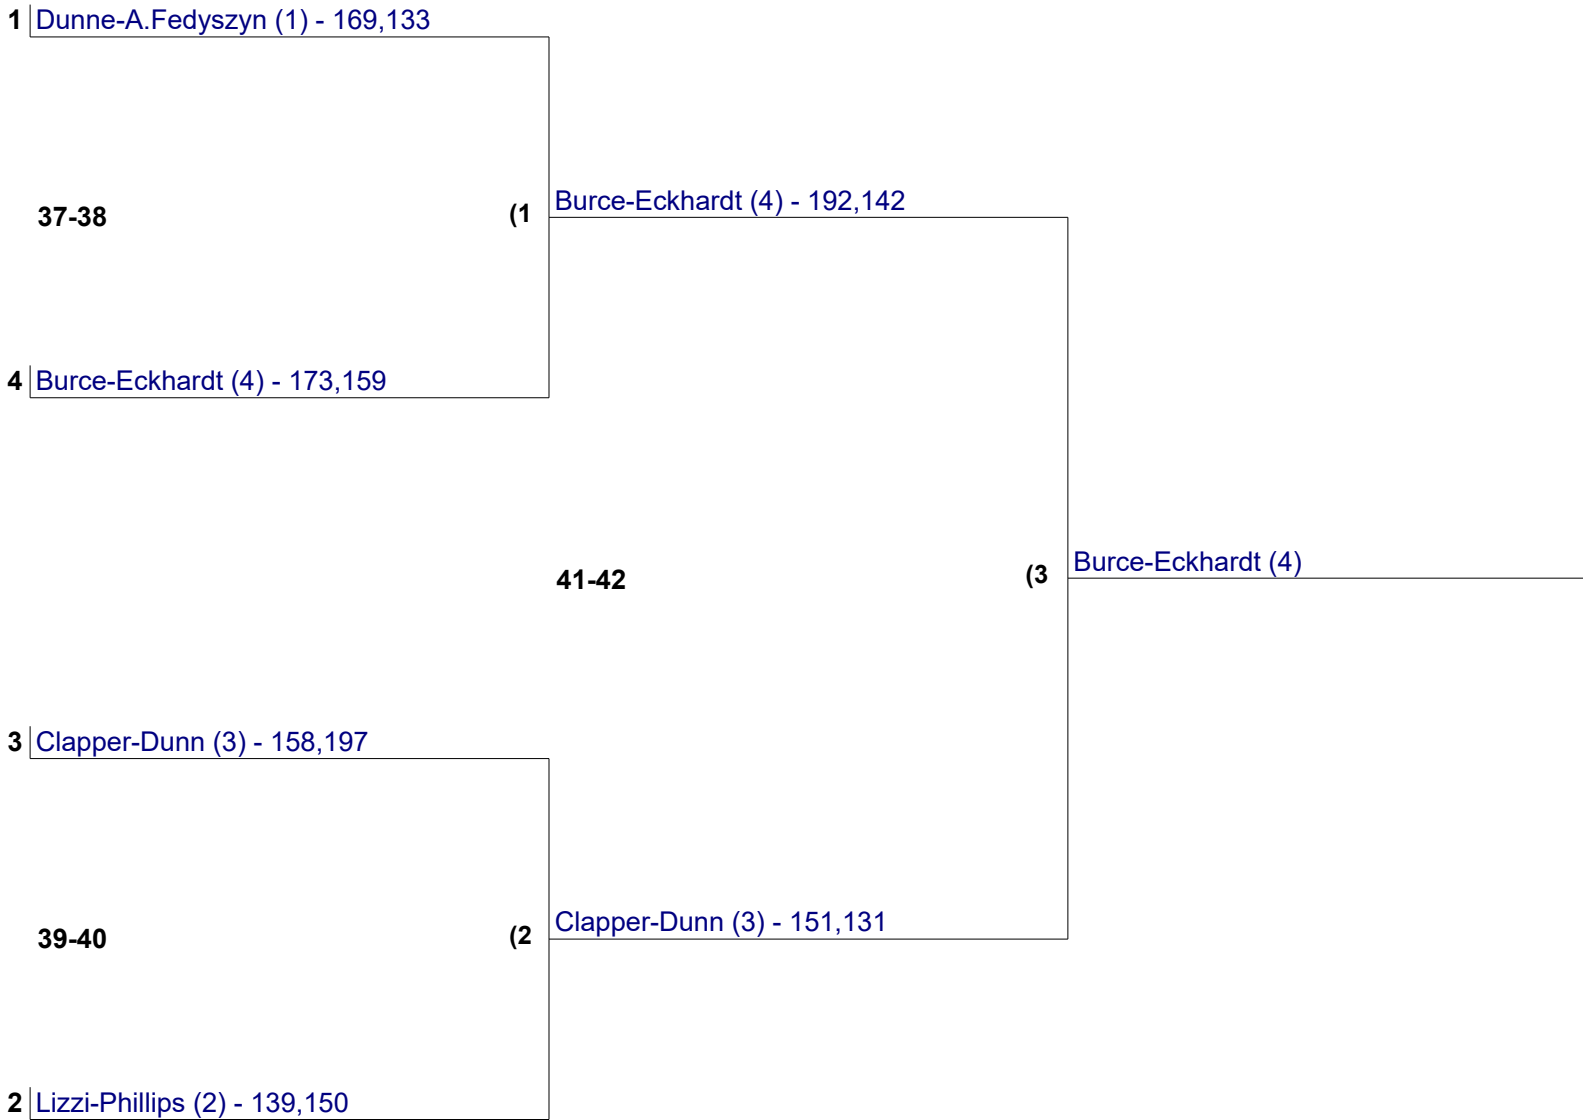 1 Dunne-A.Fedyszyn (1) - 169,133
Burce-Eckhardt (4) - 192,142
37-38
(1
4 Burce-Eckhardt (4) - 173,159
Burce-Eckhardt (4)
41-42
(3
3 Clapper-Dunn (3) - 158,197
Clapper-Dunn (3) - 151,131
39-40
(2
2 Lizzi-Phillips (2) - 139,150